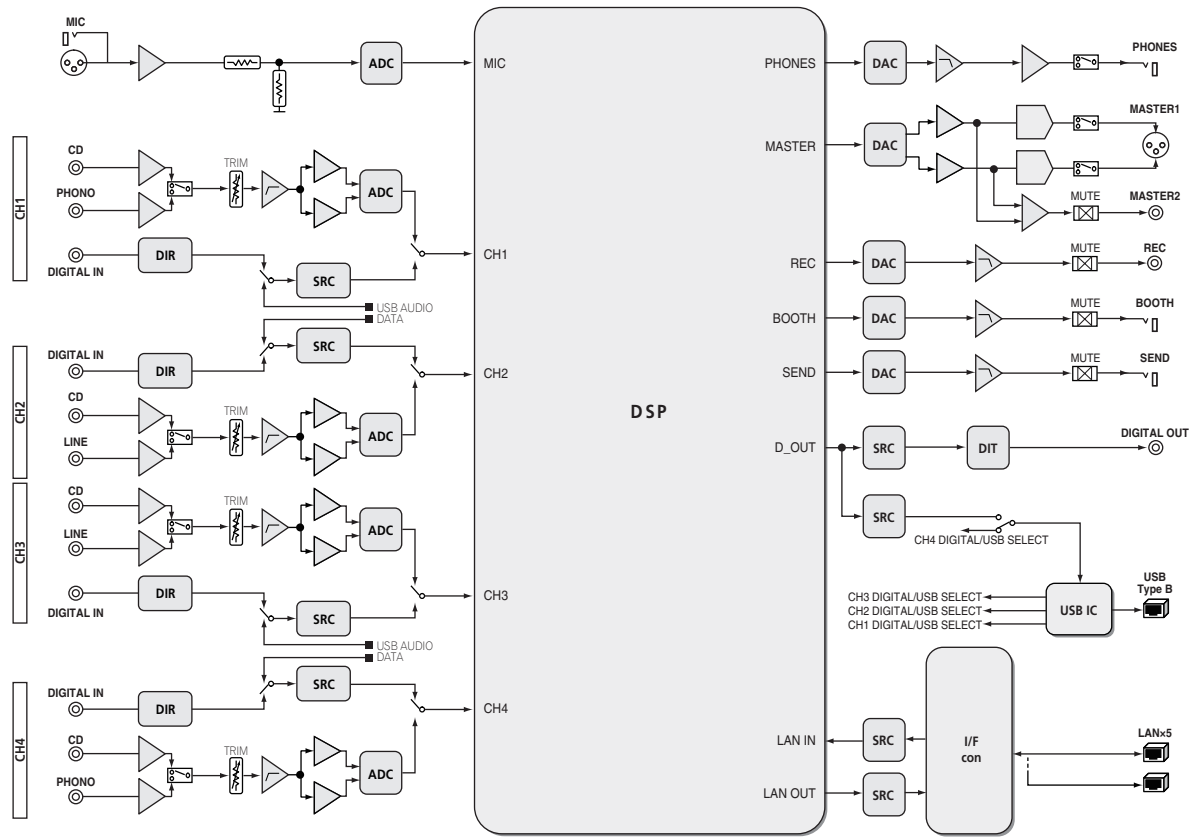 MIC
ADC
MIC
CH1
CD
PHONO
DIGITAL IN
TRIM
ADC
DIR
SRC
CH1
USB AUDIO
DATA
CH2
DIGITAL IN
DIR
SRC
CH2
CD
LINE
TRIM
ADC
CH3
CD
LINE
TRIM
ADC
DIGITAL IN
DIR
SRC
CH3
USB AUDIO
DATA
CH4
DIGITAL IN
DIR
SRC
CH4
CD
PHONO
TRIM
ADC
DSP
PHONES
DAC
PHONES
MASTER
DAC
MASTER1
MUTE
MASTER2
REC
DAC
MUTE
REC
BOOTH
DAC
MUTE
BOOTH
SEND
DAC
MUTE
SEND
D_OUT
SRC
DIT
DIGITAL OUT
SRC
CH4 DIGITAL/USB SELECT
CH3 DIGITAL/USB SELECT
CH2 DIGITAL/USB SELECT
CH1 DIGITAL/USB SELECT
USB IC
USB
Type B
LAN IN
SRC
I/F
con
LAN×5
LAN OUT
SRC